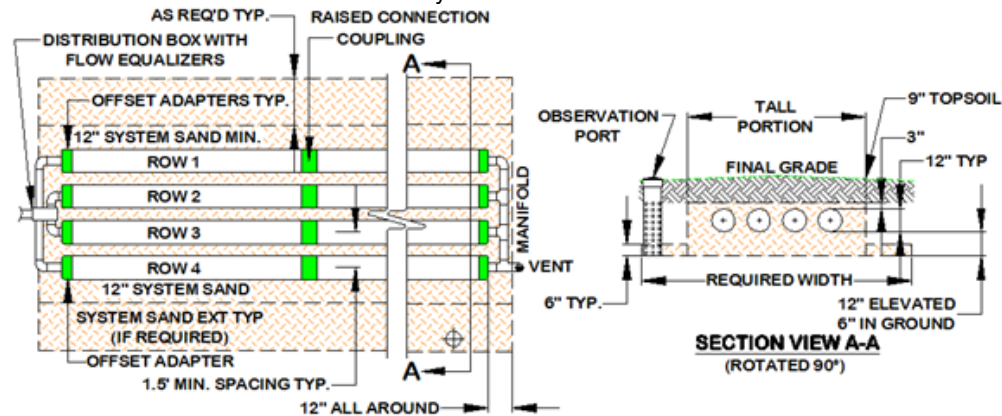 AS REQ'D TYP.
RAISED CONNECTION
COUPLING
DISTRIBUTION BOX WITH
FLOW EQUALIZERS
A
OFFSET ADAPTERS TYP.
12" SYSTEM SAND MIN.
ROW 1
ROW 2
ROW 3
ROW 4
MANIFOLD
VENT
12" SYSTEM SAND
SYSTEM SAND EXT TYP
(IF REQUIRED)
OFFSET ADAPTER
A
1.5' MIN. SPACING TYP.
12" ALL AROUND
OBSERVATION
PORT
TALL
PORTION
9" TOPSOIL
3"
12" TYP
FINAL GRADE
REQUIRED WIDTH
6" TYP.
12" ELEVATED
6" IN GROUND
SECTION VIEW A-A
(ROTATED 90°)